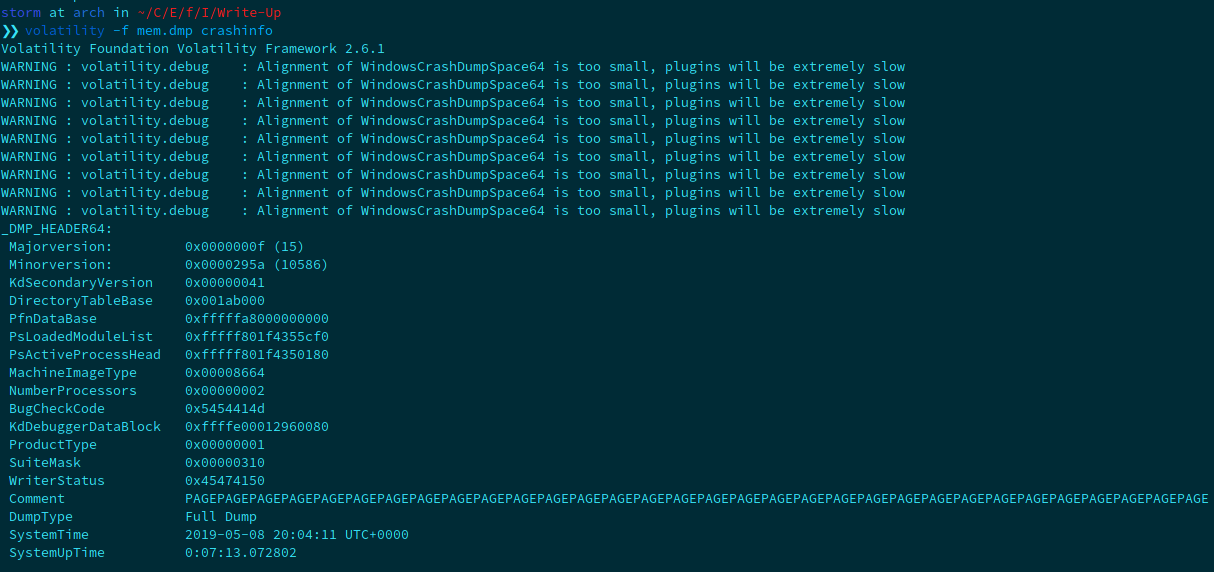 storm at arch in ~/C/E/f/I/Write-Up
❯❯ volatility -f mem.dmp crashinfo
Volatility Foundation Volatility Framework 2.6.1
WARNING : volatility.debug    : Alignment of WindowsCrashDumpSpace64 is too small, plugins will be extremely slow
WARNING : volatility.debug    : Alignment of WindowsCrashDumpSpace64 is too small, plugins will be extremely slow
WARNING : volatility.debug    : Alignment of WindowsCrashDumpSpace64 is too small, plugins will be extremely slow
WARNING : volatility.debug    : Alignment of WindowsCrashDumpSpace64 is too small, plugins will be extremely slow
WARNING : volatility.debug    : Alignment of WindowsCrashDumpSpace64 is too small, plugins will be extremely slow
WARNING : volatility.debug    : Alignment of WindowsCrashDumpSpace64 is too small, plugins will be extremely slow
WARNING : volatility.debug    : Alignment of WindowsCrashDumpSpace64 is too small, plugins will be extremely slow
WARNING : volatility.debug    : Alignment of WindowsCrashDumpSpace64 is too small, plugins will be extremely slow
WARNING : volatility.debug    : Alignment of WindowsCrashDumpSpace64 is too small, plugins will be extremely slow
_DMP_HEADER64:
 Majorversion:         0x0000000f (15)
 Minorversion:         0x0000295a (10586)
 KdSecondaryVersion    0x00000041
 DirectoryTableBase    0x001ab000
 PfnDataBase           0xfffffa8000000000
 PsLoadedModuleList    0xfffff801f4355cf0
 PsActiveProcessHead   0xfffff801f4350180
 MachineImageType      0x00008664
 NumberProcessors      0x00000002
 BugCheckCode          0x5454414d
 KdDebuggerDataBlock   0xffffe00012960080
 ProductType           0x00000001
 SuiteMask             0x00000310
 WriterStatus          0x45474150
 Comment               PAGEPAGEPAGEPAGEPAGEPAGEPAGEPAGEPAGEPAGEPAGEPAGEPAGEPAGEPAGEPAGEPAGEPAGEPAGEPAGEPAGEPAGEPAGEPAGEPAGEPAGEPAGEPAGEPAGEPAGEPAGEPAGE
 DumpType              Full Dump
 SystemTime            2019-05-08 20:04:11 UTC+0000
 SystemUpTime          0:07:13.072802